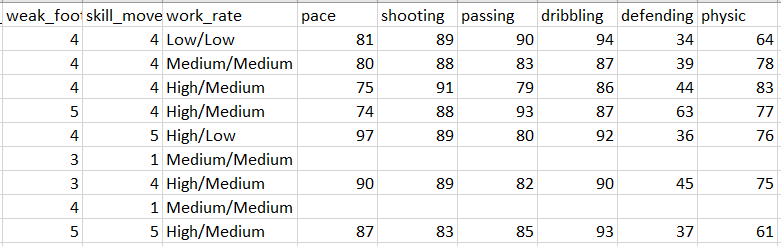 weak_foot skill_move work_rate pace shooting passing dribbling defending physic
4 4 Low/Low 81 89 90 94 34 64
4 4 Medium/Medium 80 88 83 87 39 78
4 4 High/Medium 75 91 79 86 44 83
5 4 High/Medium 74 88 93 87 63 77
4 5 High/Low 97 89 80 92 36 76
3 1 Medium/Medium
3 4 High/Medium 90 89 82 90 45 75
4 1 Medium/Medium
5 5 High/Medium 87 83 85 93 37 61